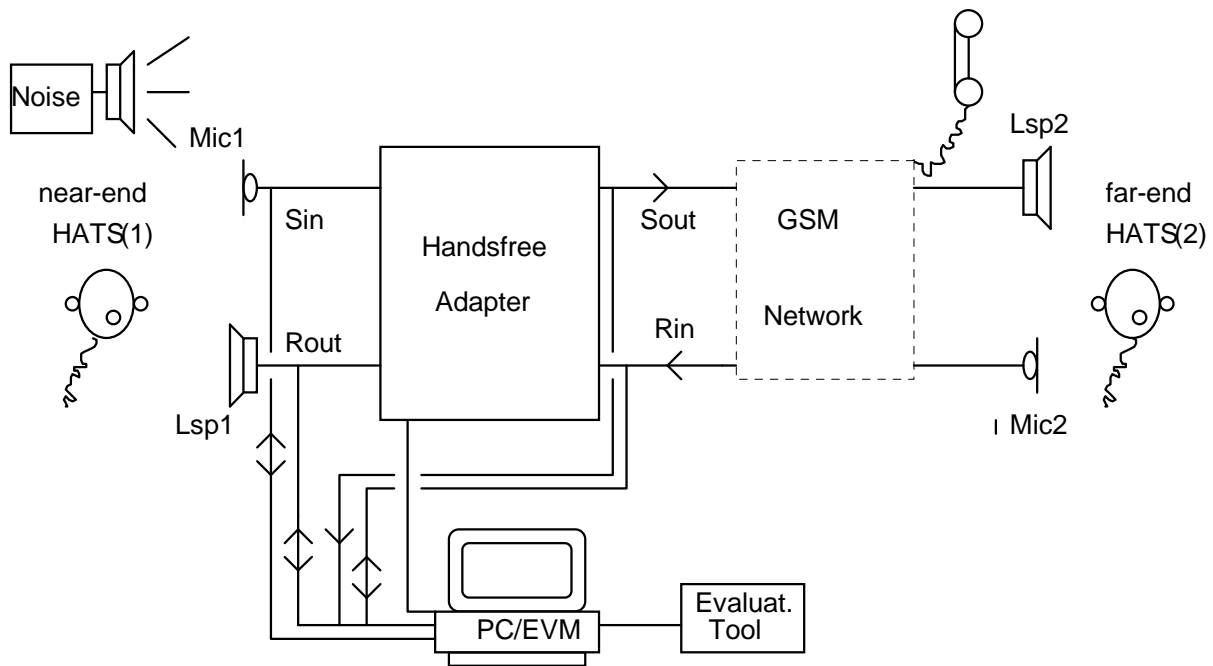 Noise
Mic1
Lsp2
near-end
HATS(1)
far-end
HATS(2)
Sin
Sout
GSM
Handsfree
Adapter
Rout
Rin
Network
Lsp1
Mic2
PC/EVM
Evaluat.
Tool